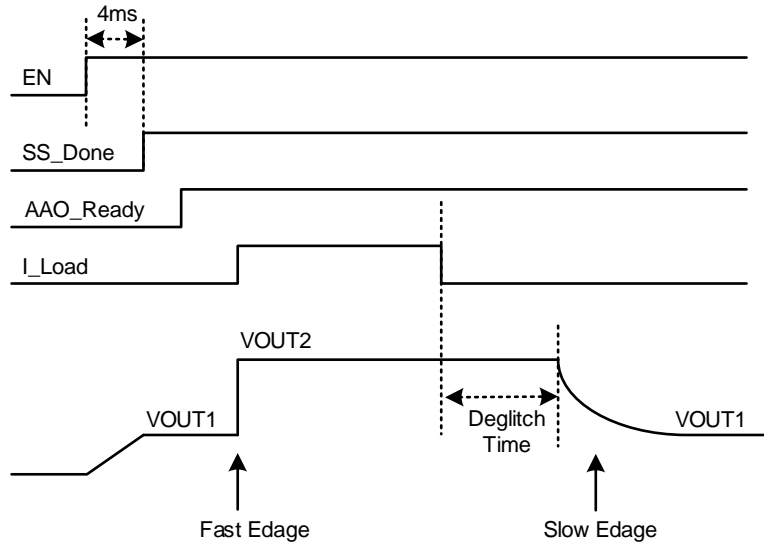 4ms
EN
SS_Done
AAO_Ready
I_Load
VOUT2
VOUT1
Deglitch
Time
VOUT1
Fast Edage
Slow Edage